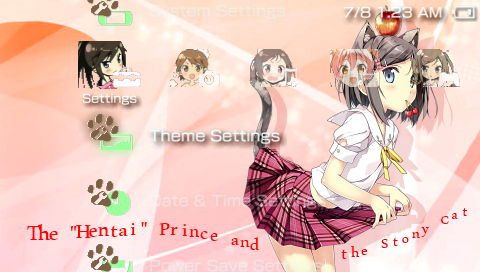 System Settings
7/8 1:23 AM
Settings
Theme Settings
Date & Time Settings
The "Hentai" Prince and the Stony Cat
Power Save Settings